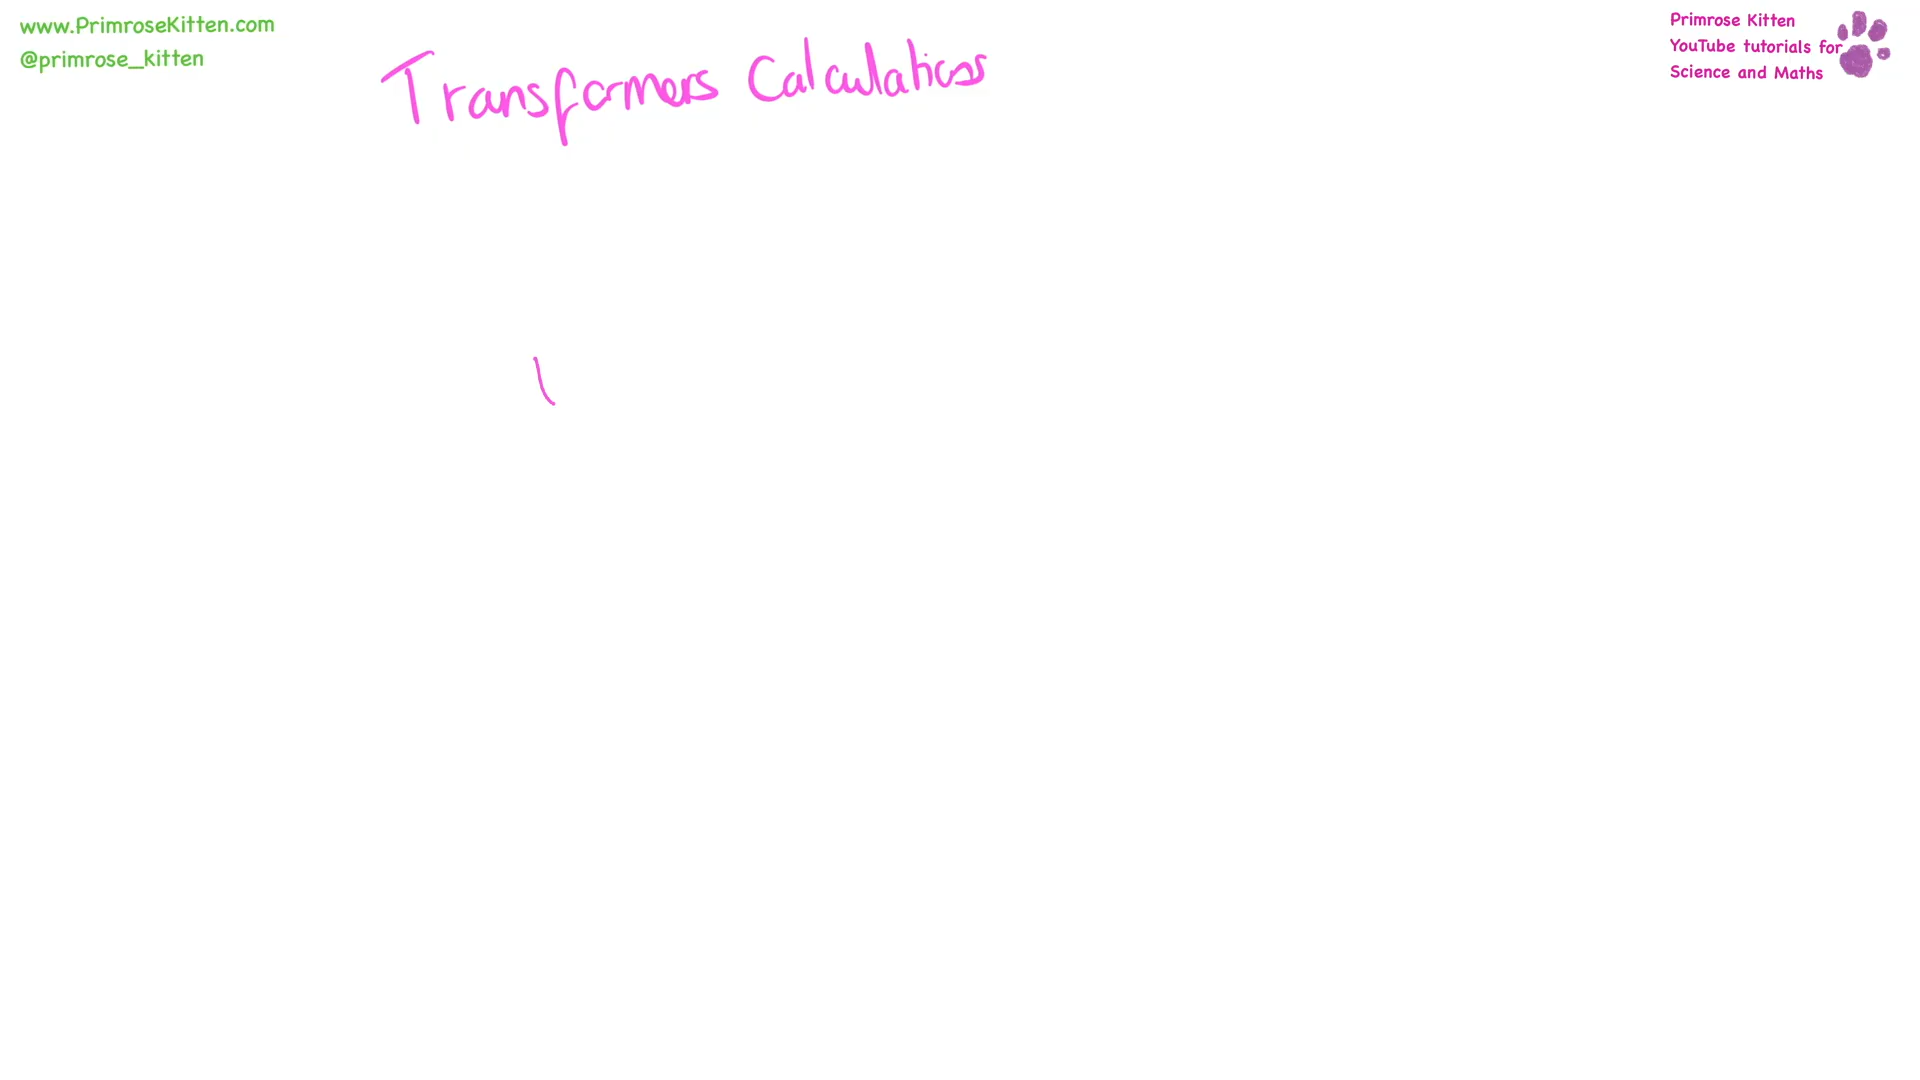 www.PrimroseKitten.com
@primrose_kitten
Primrose Kitten
YouTube tutorials for
Science and Maths
Transformers Calculations